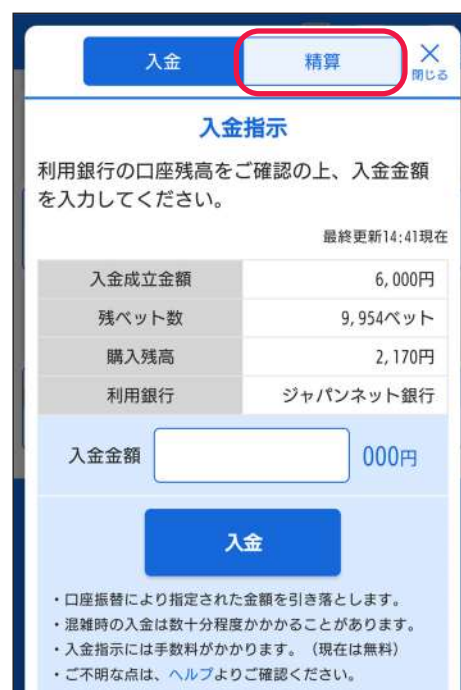 入金 精算 閉じる
入金指示
利用銀行の口座残高をご確認の上、入金金額
を入力してください。
最終更新14:41現在
入金成立金額 6,000円
残ベット数 9,954ベット
購入残高 2,170円
利用銀行 ジャパンネット銀行
入金金額 000円
入金
・口座振替により指定された金額を引き落とします。
・混雑時の入金は数十分程度かかかることがあります。
・入金指示には手数料がかかります。（現在は無料）
・ご不明な点は、ヘルプよりご確認ください。